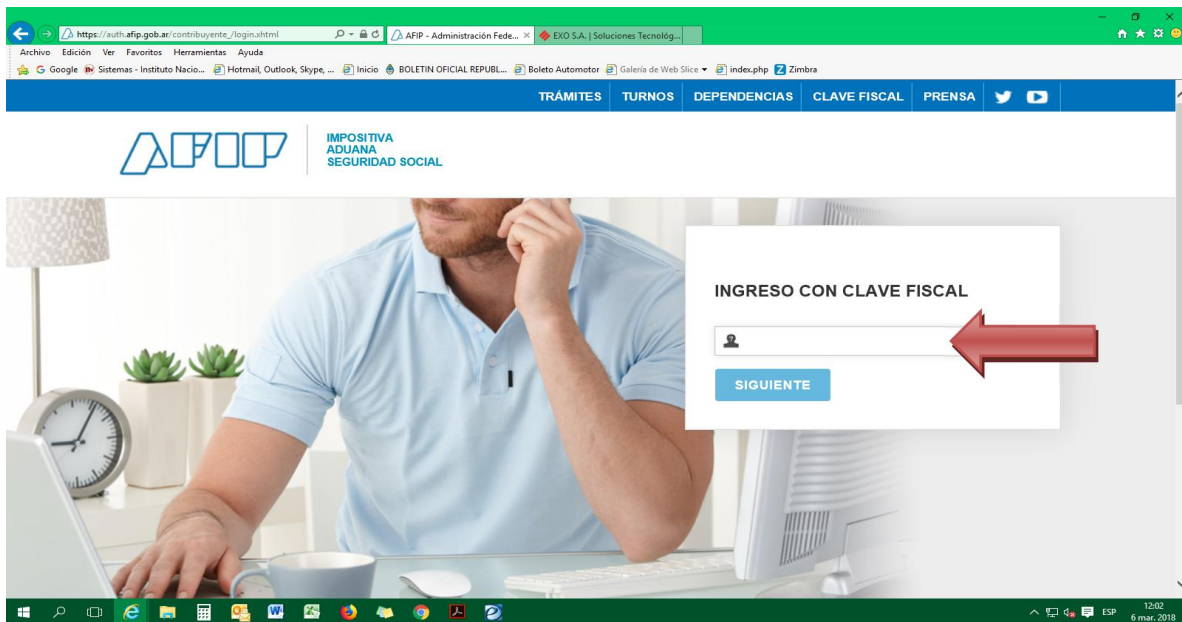 https://auth.afip.gob.ar/contribuyente_/login.xhtml
AFIP - Administración Fede...
EXO S.A. | Soluciones Tecnológ...
Archivo Edición Ver Favoritos Herramientas Ayuda
Google
Sistemas - Instituto Nacio...
Hotmail, Outlook, Skype, ...
Inicio
BOLETIN OFICIAL REPUBL...
Boleto Automotor
Galería de Web Slice
index.php
Zimbra
TRÁMITES TURNOS DEPENDENCIAS CLAVE FISCAL PRENSA
AFIP
IMPOSITIVA
ADUANA
SEGURIDAD SOCIAL
INGRESO CON CLAVE FISCAL
SIGUIENTE
ESP
12:02
6 mar. 2018